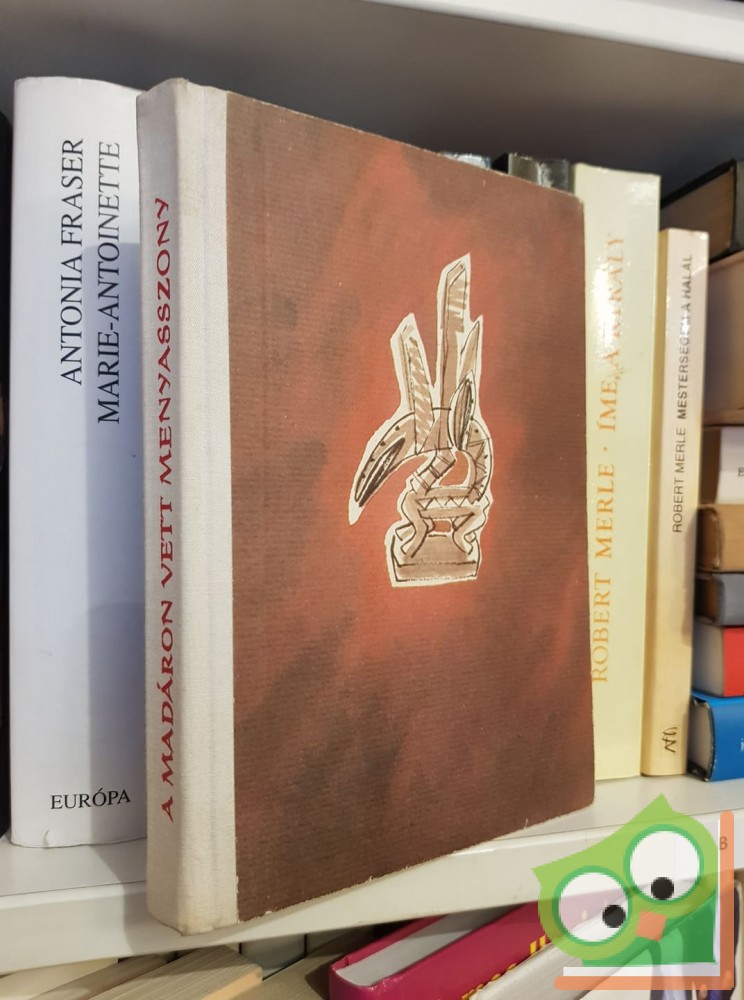 ANTONIA FRASER
MARIE-ANTOINETTE
EURÓPA
A MADÁRON VETT MENYASSZONY
ROBERT MERLE · ÍME, A KIRÁLY
ROBERT MERLE MESTERSÉGEM A HALÁL